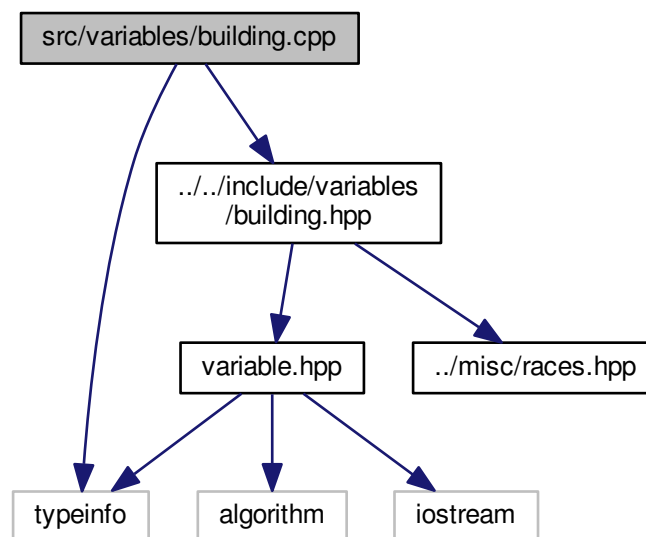 src/variables/building.cpp
../../include/variables
/building.hpp
variable.hpp
../misc/races.hpp
typeinfo
algorithm
iostream